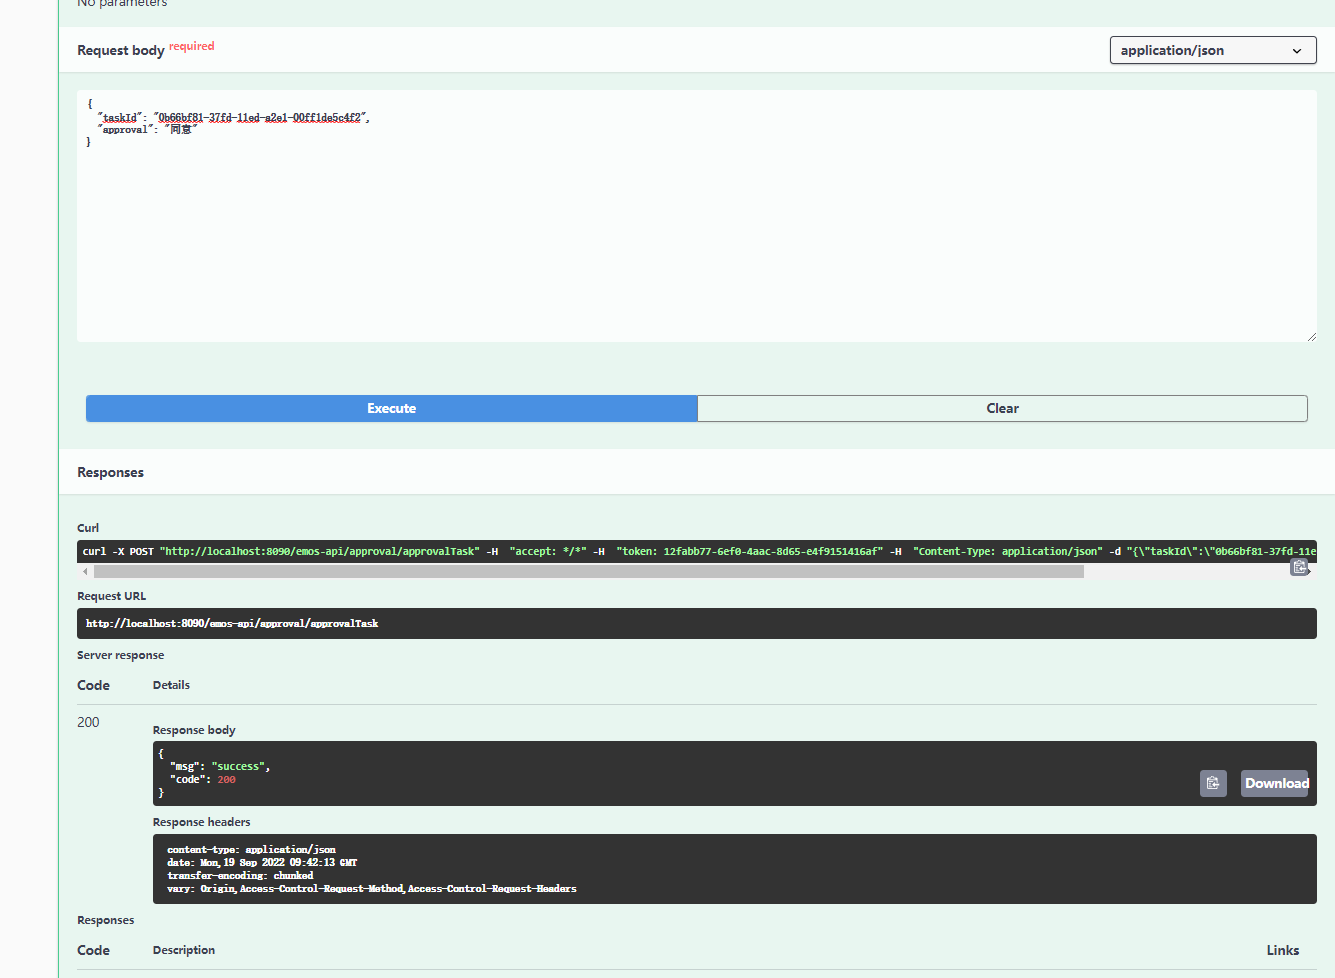 No parameters
Request body required
application/json
{
"taskId": "0b66bf81-37fd-11ed-a2e1-00ff1de5c4f2",
"approval": "同意"
}
Execute
Clear
Responses
Curl
curl -X POST "http://localhost:8090/emos-api/approval/approvalTask" -H  "accept: */*" -H  "token: 12fabb77-6ef0-4aac-8d65-e4f9151416af" -H  "Content-Type: application/json" -d "{\"taskId\":\"0b66bf81-37fd-11e
Request URL
http://localhost:8090/emos-api/approval/approvalTask
Server response
Code
Details
200
Response body
{
"msg": "success",
"code": 200
}
Download
Response headers
content-type: application/json
date: Mon,19 Sep 2022 09:42:13 GMT
transfer-encoding: chunked
vary: Origin,Access-Control-Request-Method,Access-Control-Request-Headers
Responses
Code
Description
Links